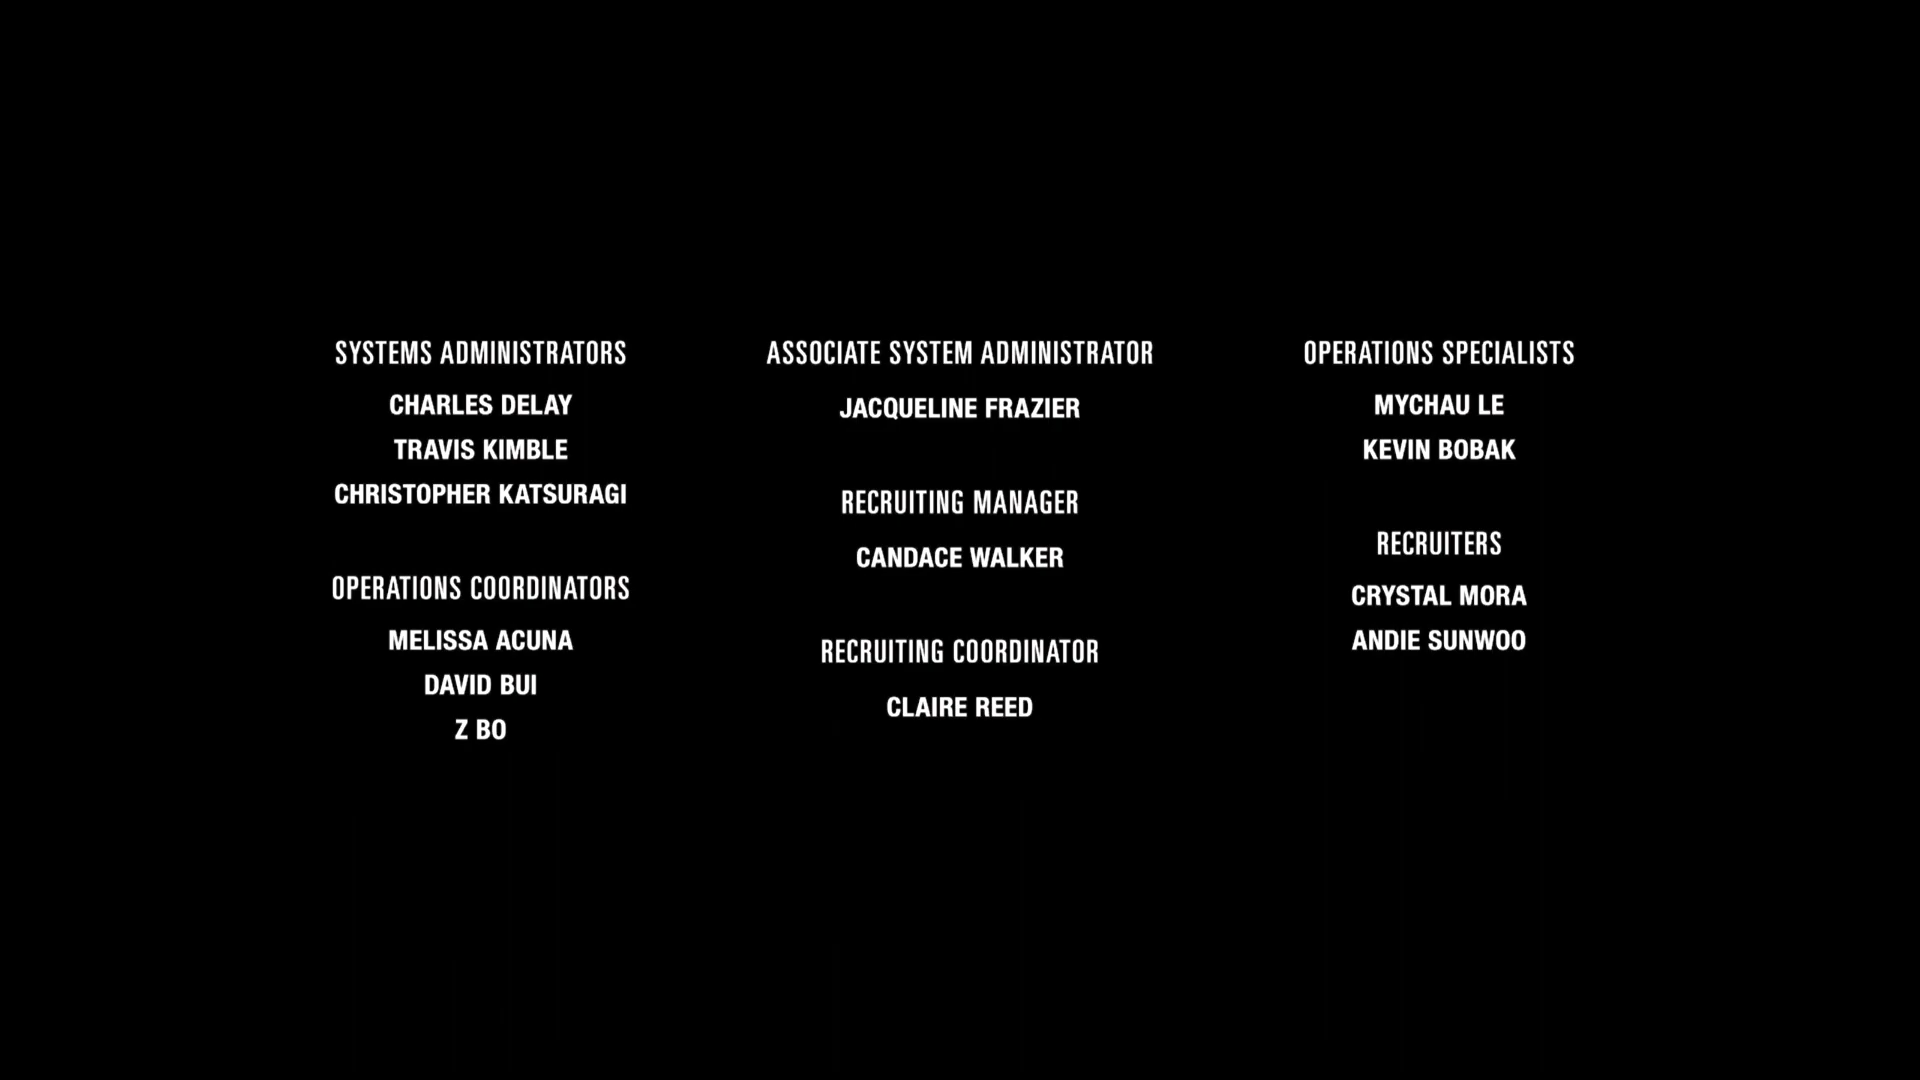 SYSTEMS ADMINISTRATORS
CHARLES DELAY
TRAVIS KIMBLE
CHRISTOPHER KATSURAGI
OPERATIONS COORDINATORS
MELISSA ACUNA
DAVID BUI
Z BO
ASSOCIATE SYSTEM ADMINISTRATOR
JACQUELINE FRAZIER
RECRUITING MANAGER
CANDACE WALKER
RECRUITING COORDINATOR
CLAIRE REED
OPERATIONS SPECIALISTS
MYCHAU LE
KEVIN BOBAK
RECRUITERS
CRYSTAL MORA
ANDIE SUNWOO